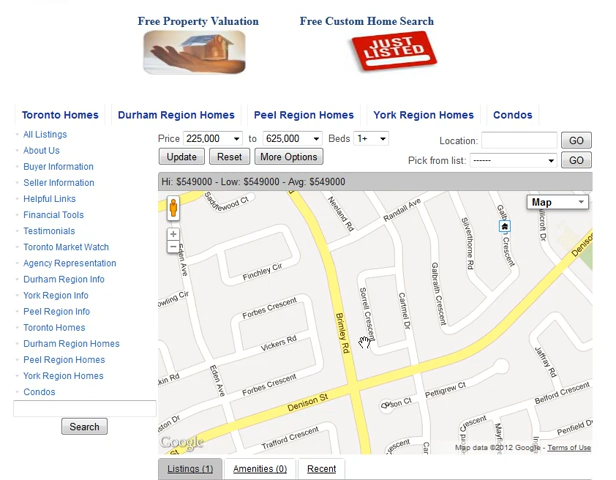 Free Property Valuation
Free Custom Home Search
JUST
LISTED
Toronto Homes
Durham Region Homes
Peel Region Homes
York Region Homes
Condos
All Listings
About Us
Buyer Information
Seller Information
Helpful Links
Financial Tools
Testimonials
Toronto Market Watch
Agency Representation
Durham Region Info
York Region Info
Peel Region Info
Toronto Homes
Durham Region Homes
Peel Region Homes
York Region Homes
Condos
Search
Price 225,000 to 625,000 Beds 1+
Update Reset More Options
Location: GO
Pick from list: ------ GO
Hi: $549000 - Low: $549000 - Avg: $549000
Map
Saddlewood Ct
Neeland Rd
Randall Ave
Silverthorne Rd
Galbraith Crescent
Eden Ave
Finchley Cir
Denison
Galbraith Crescent
Sorrell Crescent
Cartmel Dr
Forbes Crescent
Brimley Rd
Vickers Rd
Eden Ave
Forbes Crescent
Jaffray Rd
Denison St
Pettigrew Ct
Belford Crescent
Trafford Crescent
Penfield
Google
Map data ©2012 Google - Terms of Use
Listings (1)
Amenities (0)
Recent